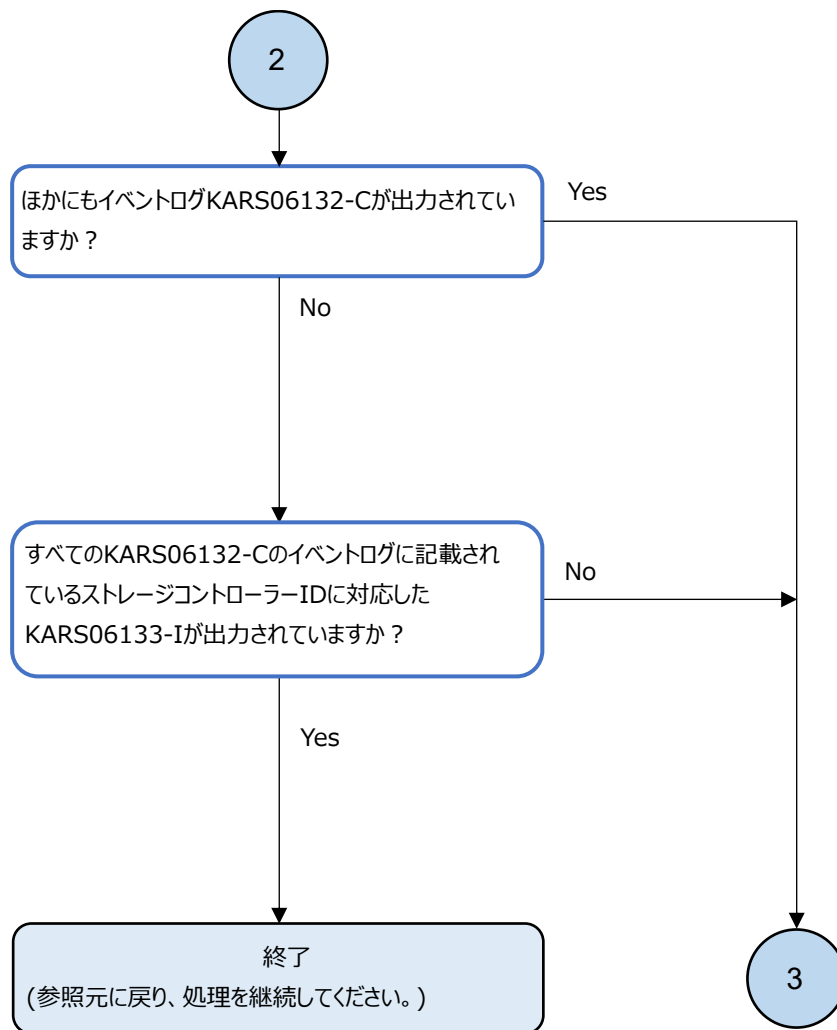 2
ほかにもイベントログKARS06132-Cが出力されてい
ますか？
Yes
No
すべてのKARS06132-Cのイベントログに記載され
ているストレージコントローラーIDに対応した
KARS06133-Iが出力されていますか？
No
Yes
終了
(参照元に戻り、処理を継続してください。)
3